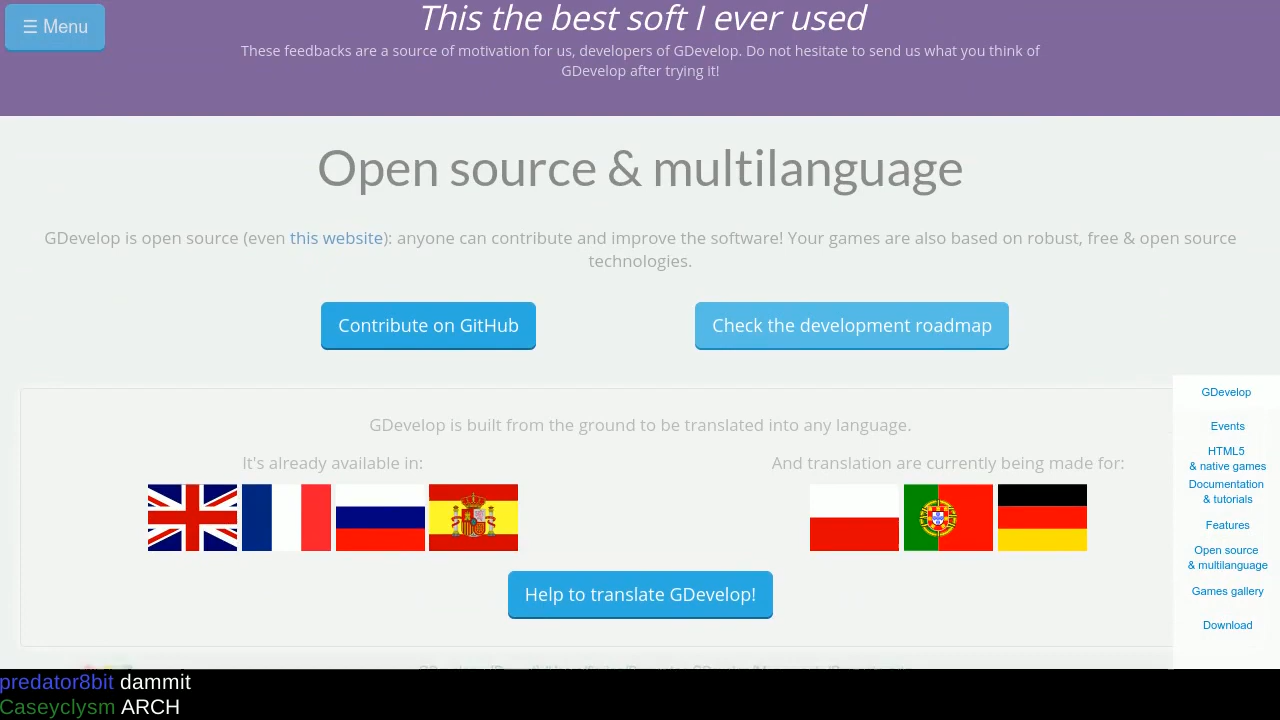 ☰ Menu
This the best soft I ever used
These feedbacks are a source of motivation for us, developers of GDevelop. Do not hesitate to send us what you think of
GDevelop after trying it!
Open source & multilanguage
GDevelop is open source (even this website): anyone can contribute and improve the software! Your games are also based on robust, free & open source
technologies.
Contribute on GitHub
Check the development roadmap
GDevelop is built from the ground to be translated into any language.
It's already available in:
And translation are currently being made for:
Help to translate GDevelop!
GDevelop
Events
HTML5
& native games
Documentation
& tutorials
Features
Open source
& multilanguage
Games gallery
Download
predator8bit dammit
Caseyclysm ARCH